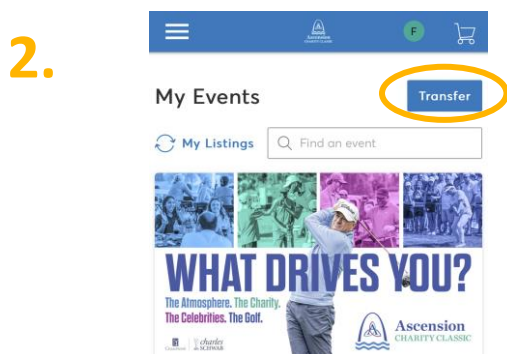 2.
Ascension
CHARITY CLASSIC
F
My Events
Transfer
My Listings
Find an event
WHAT DRIVES YOU?
The Atmosphere. The Charity.
The Celebrities. The Golf.
charles
SCHWAB
Ascension
CHARITY CLASSIC